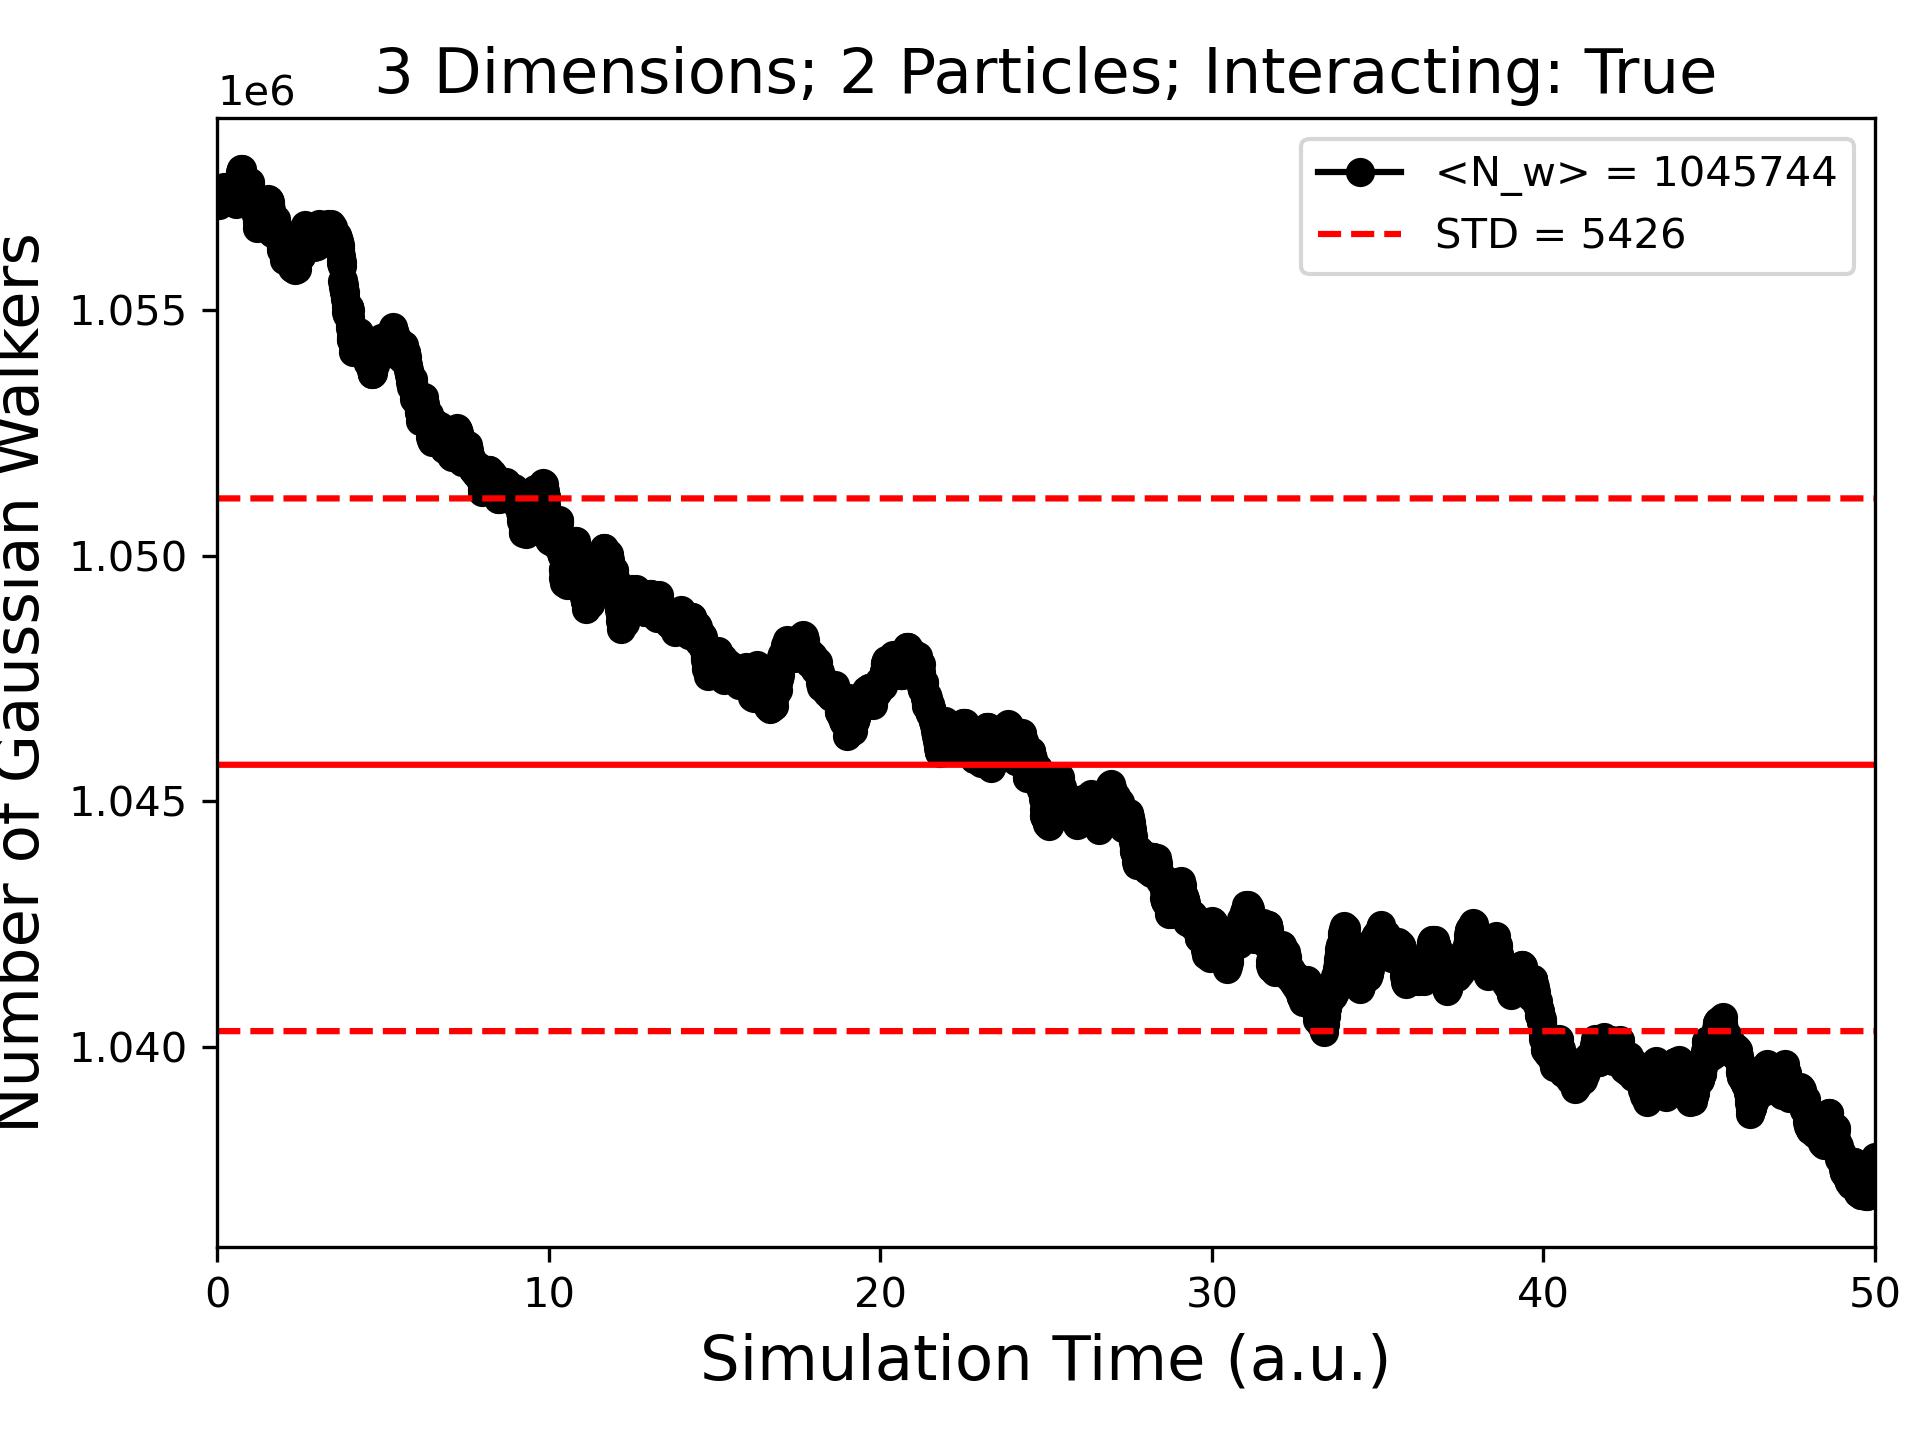 3 Dimensions; 2 Particles; Interacting: True
1e6
<N_w> = 1045744
STD = 5426
Number of Gaussian Walkers
1.055
1.050
1.045
1.040
0 10 20 30 40 50
Simulation Time (a.u.)